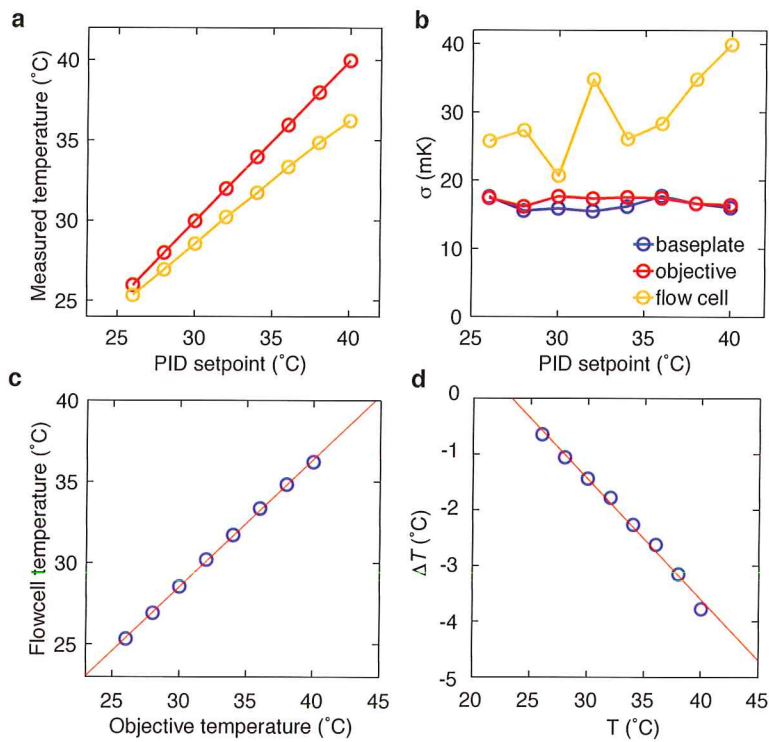 a
Measured temperature (˚C)
40
35
30
25
25 30 35 40
PID setpoint (˚C)
b
σ (mK)
50
40
30
20
10
0
baseplate
objective
flow cell
25 30 35 40
PID setpoint (˚C)
c
Flowcell temperature (˚C)
40
35
30
25
25 30 35 40 45
Objective temperature (˚C)
d
ΔT (˚C)
0
-1
-2
-3
-4
-5
20 25 30 35 40 45
T (˚C)